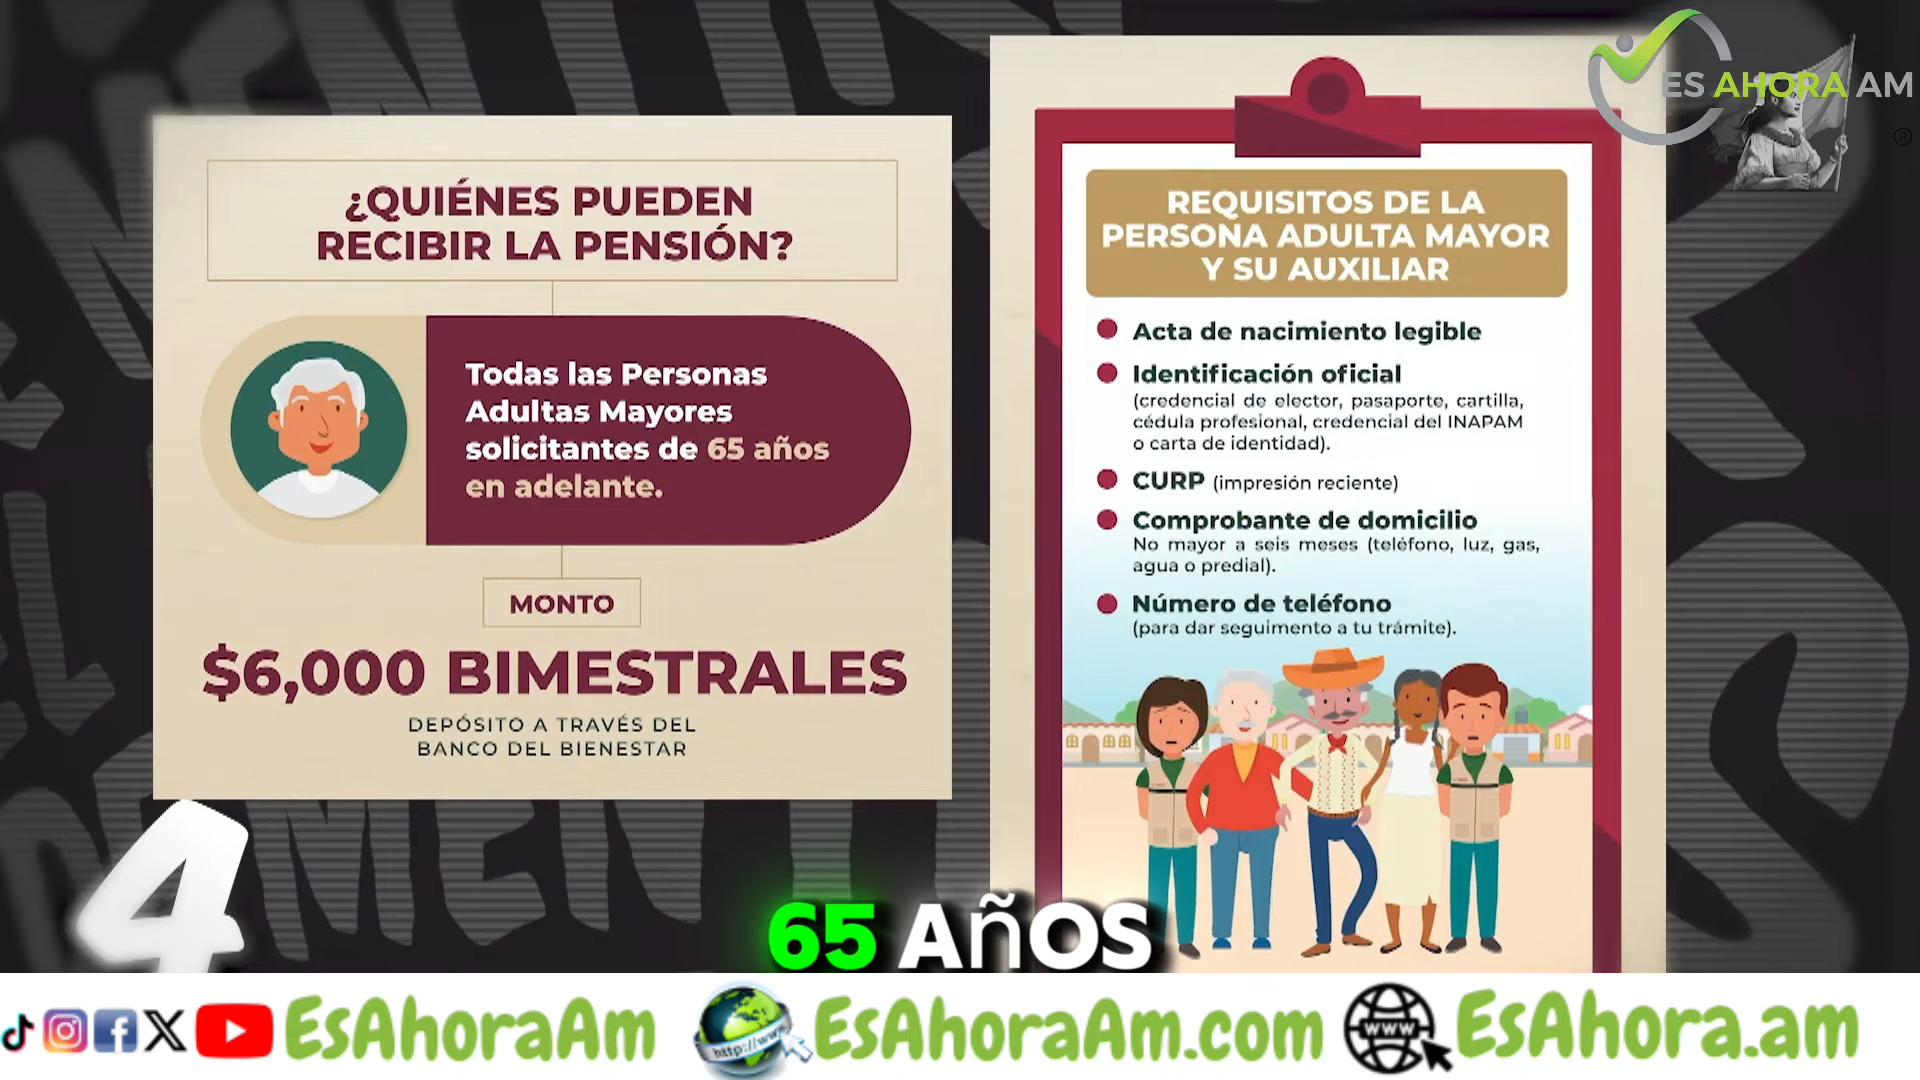 ES AHORA AM
®
¿QUIÉNES PUEDEN
RECIBIR LA PENSIÓN?
Todas las Personas
Adultas Mayores
solicitantes de 65 años
en adelante.
MONTO
$6,000 BIMESTRALES
DEPÓSITO A TRAVÉS DEL
BANCO DEL BIENESTAR
REQUISITOS DE LA
PERSONA ADULTA MAYOR
Y SU AUXILIAR
Acta de nacimiento legible
Identificación oficial
(credencial de elector, pasaporte, cartilla,
cédula profesional, credencial del INAPAM
o carta de identidad).
CURP (impresión reciente)
Comprobante de domicilio
No mayor a seis meses (teléfono, luz, gas,
agua o predial).
Número de teléfono
(para dar seguimento a tu trámite).
4
65 AñOS
EsAhoraAm
http://www.
EsAhoraAm.com
WWW
EsAhora.am